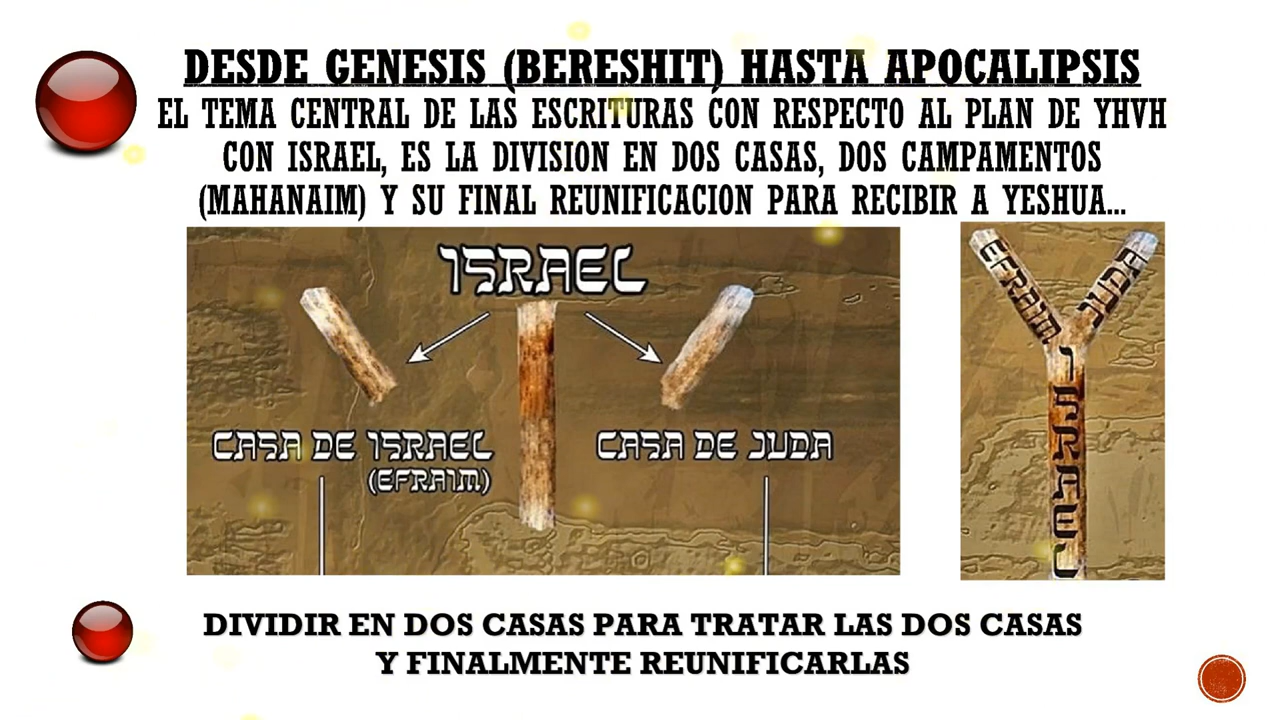 DESDE GENESIS (BERESHIT) HASTA APOCALIPSIS
EL TEMA CENTRAL DE LAS ESCRITURAS CON RESPECTO AL PLAN DE YHVH
CON ISRAEL, ES LA DIVISION EN DOS CASAS, DOS CAMPAMENTOS
(MAHANAIM) Y SU FINAL REUNIFICACION PARA RECIBIR A YESHUA...
ISRAEL
CASA DE ISRAEL
(EFRAIM)
CASA DE JUDA
EFRAIM
JUDA
ISRAEL
DIVIDIR EN DOS CASAS PARA TRATAR LAS DOS CASAS
Y FINALMENTE REUNIFICARLAS